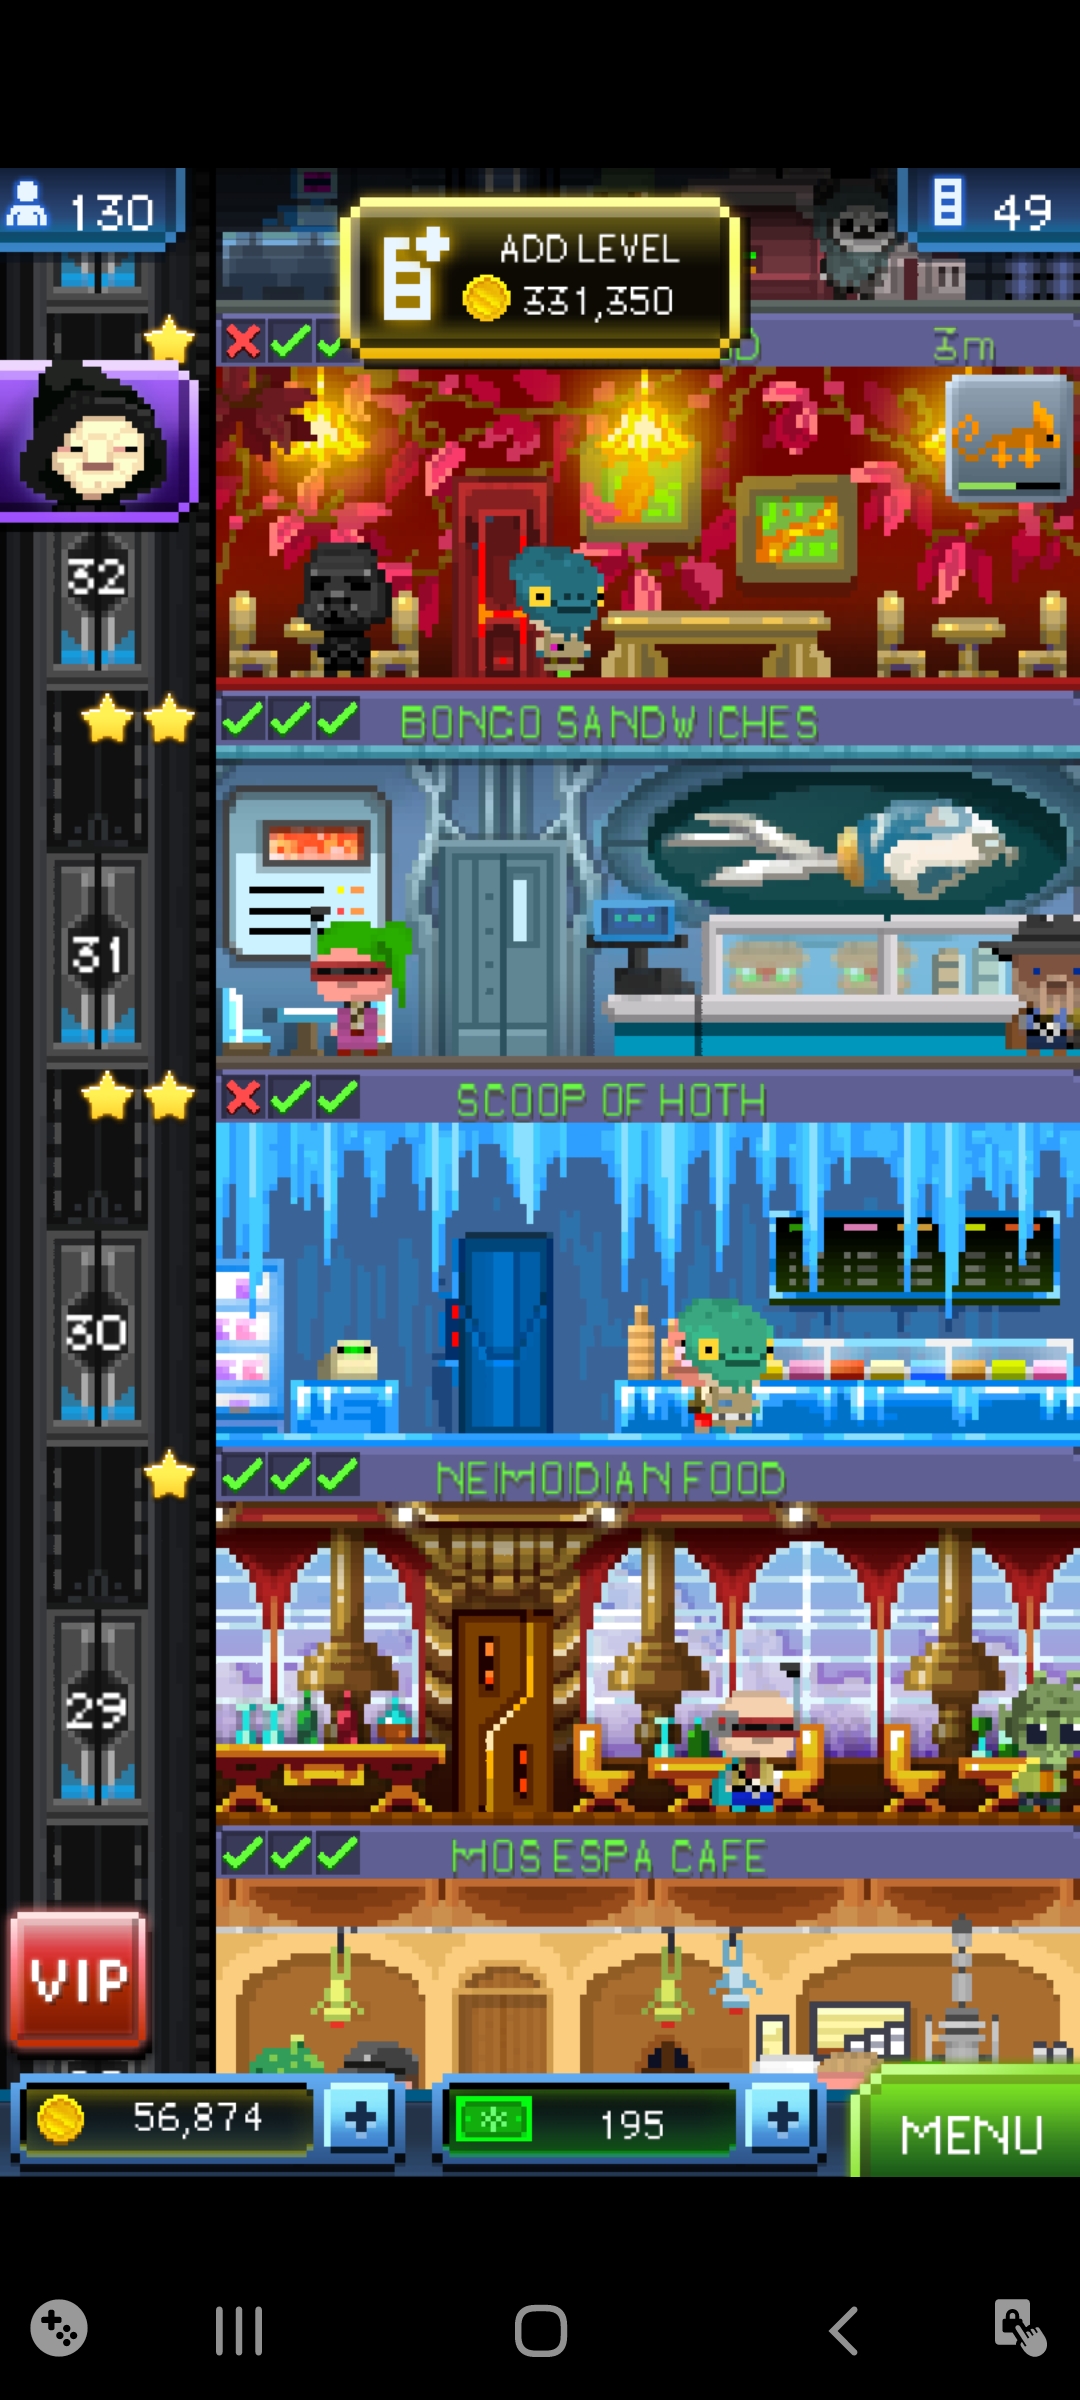 130
ADD LEVEL
331,350
49
3m
32
BONGO SANDWICHES
31
SCOOP OF HOTH
30
NEIMOIDIAN FOOD
29
MOS ESPA CAFE
VIP
56,874
195
MENU